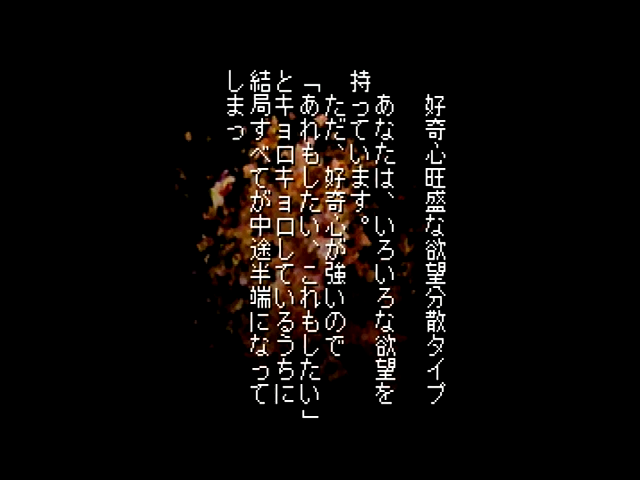 好奇心旺盛な欲望分散タイプ
あなたは、いろいろな欲望を
持っています。
ただ、好奇心が強いので
「あれもしたい、これもしたい」
とキョロキョロしているうちに
結局すべてが中途半端になって
しまっ